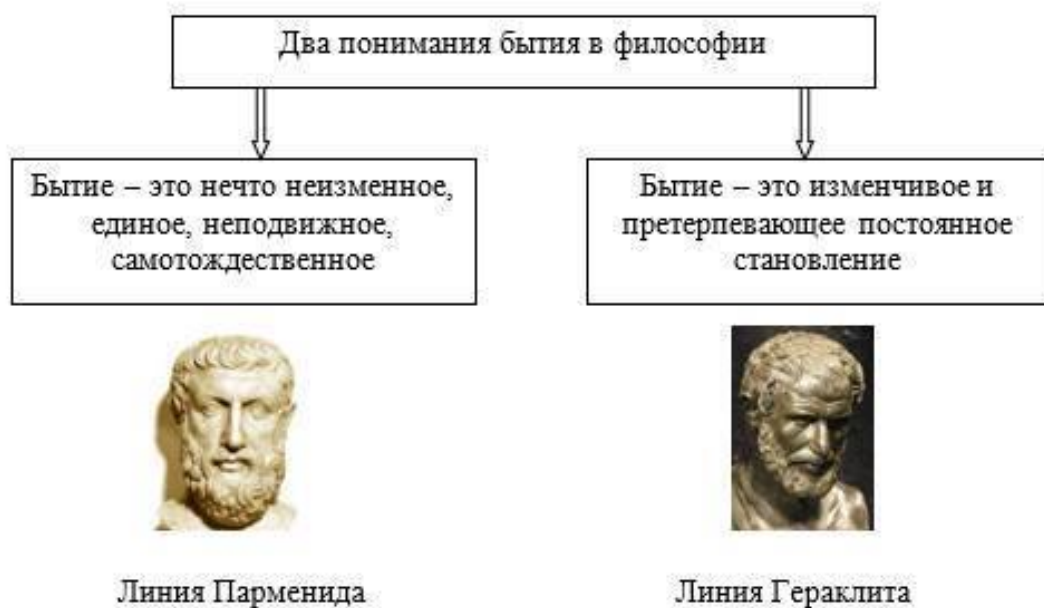 Два понимания бытия в философии
Бытие – это нечто неизменное,
единое, неподвижное,
самотождественное
Бытие – это изменчивое и
претерпевающее постоянное
становление
Линия Парменида
Линия Гераклита